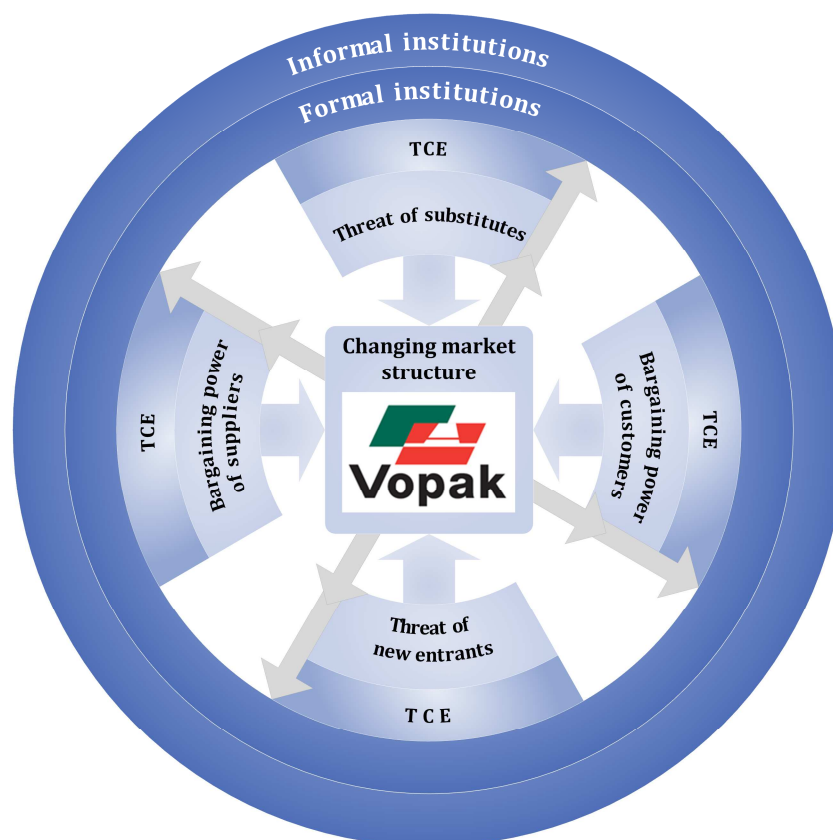 Informal institutions
Formal institutions
TCE
Threat of substitutes
Changing market
structure
Vopak
TCE
Bargaining power
of suppliers
Bargaining power
of customers
TCE
Threat of
new entrants
TCE